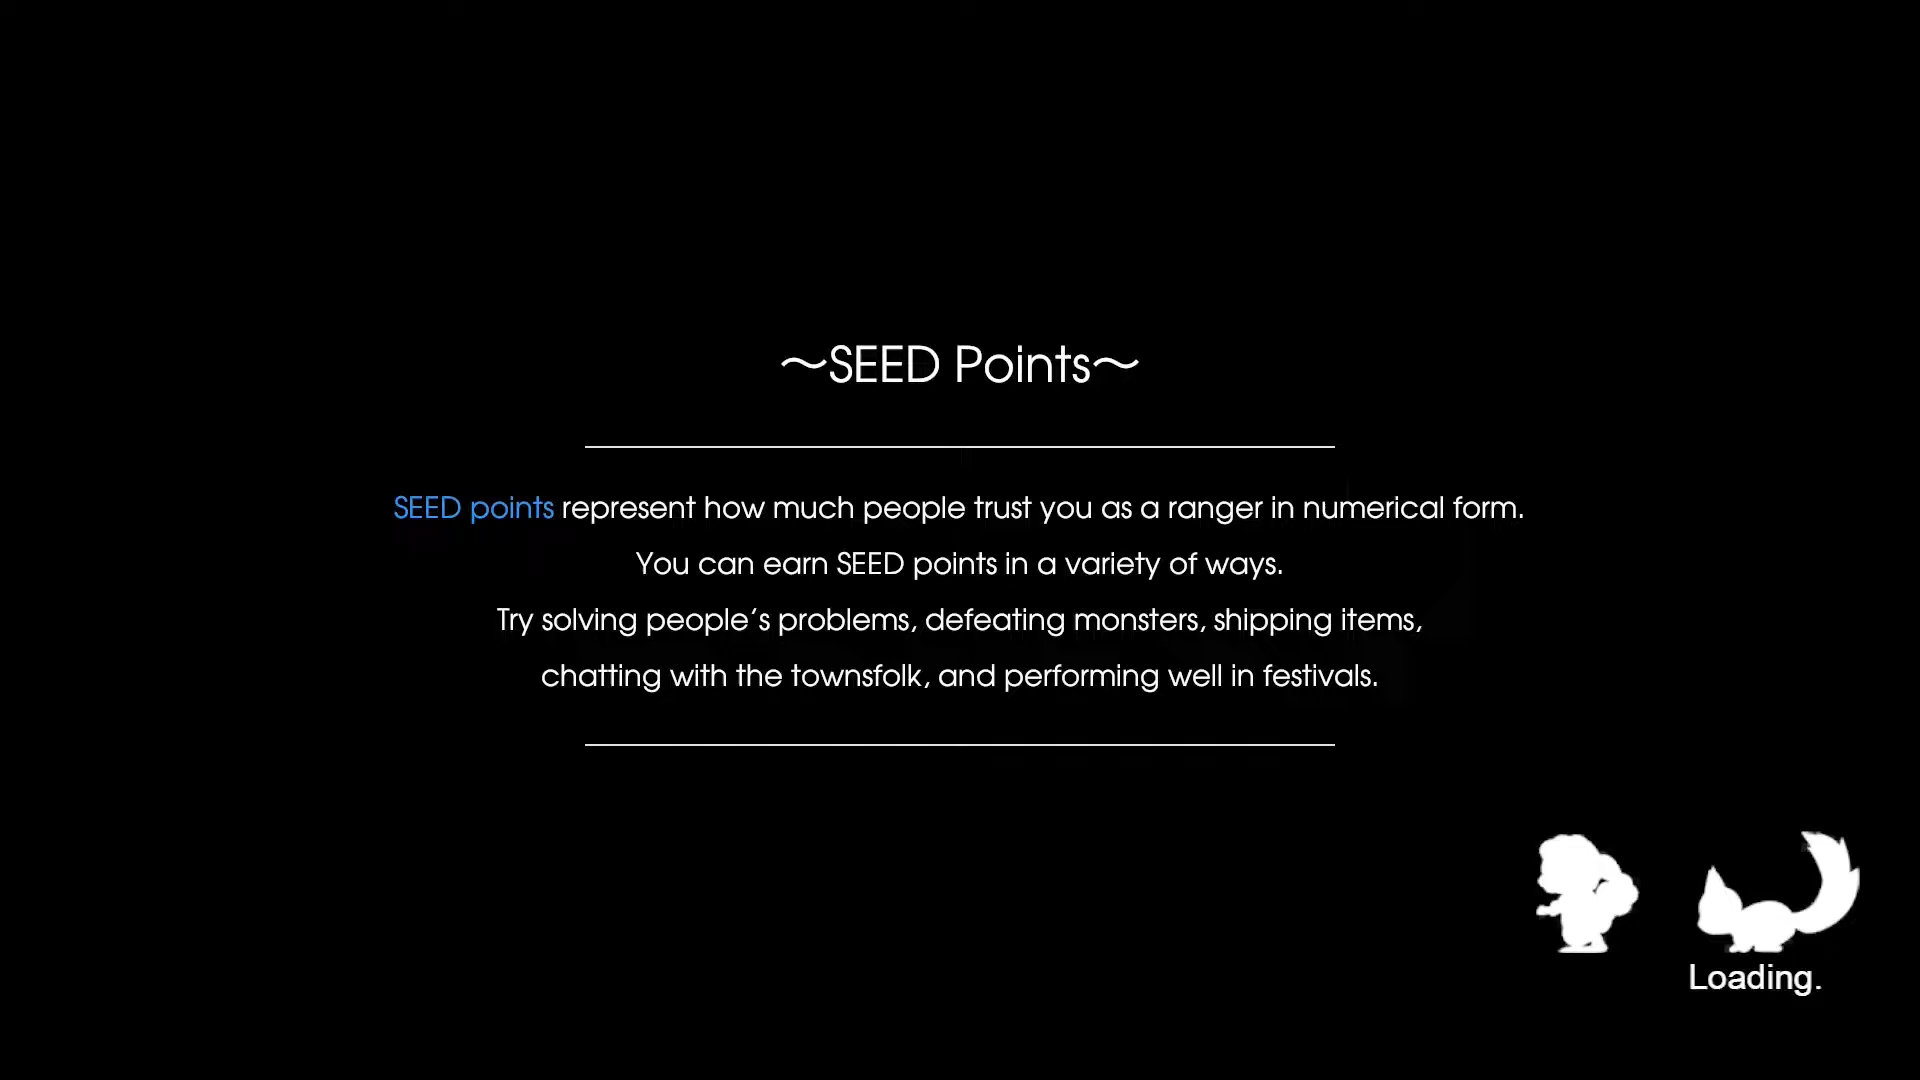 ～SEED Points～
SEED points represent how much people trust you as a ranger in numerical form.
You can earn SEED points in a variety of ways.
Try solving people’s problems, defeating monsters, shipping items,
chatting with the townsfolk, and performing well in festivals.
Loading.